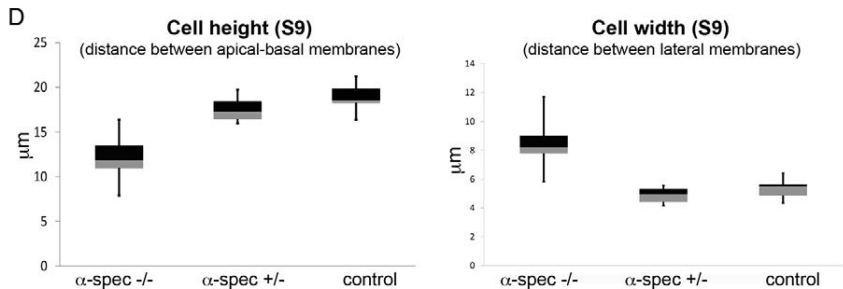 D
Cell height (S9)
(distance between apical-basal membranes)
25
20
15
10
5
0
μm
α-spec -/-
α-spec +/-
control
Cell width (S9)
(distance between lateral membranes)
14
12
10
8
6
4
2
0
μm
α-spec -/-
α-spec +/-
control